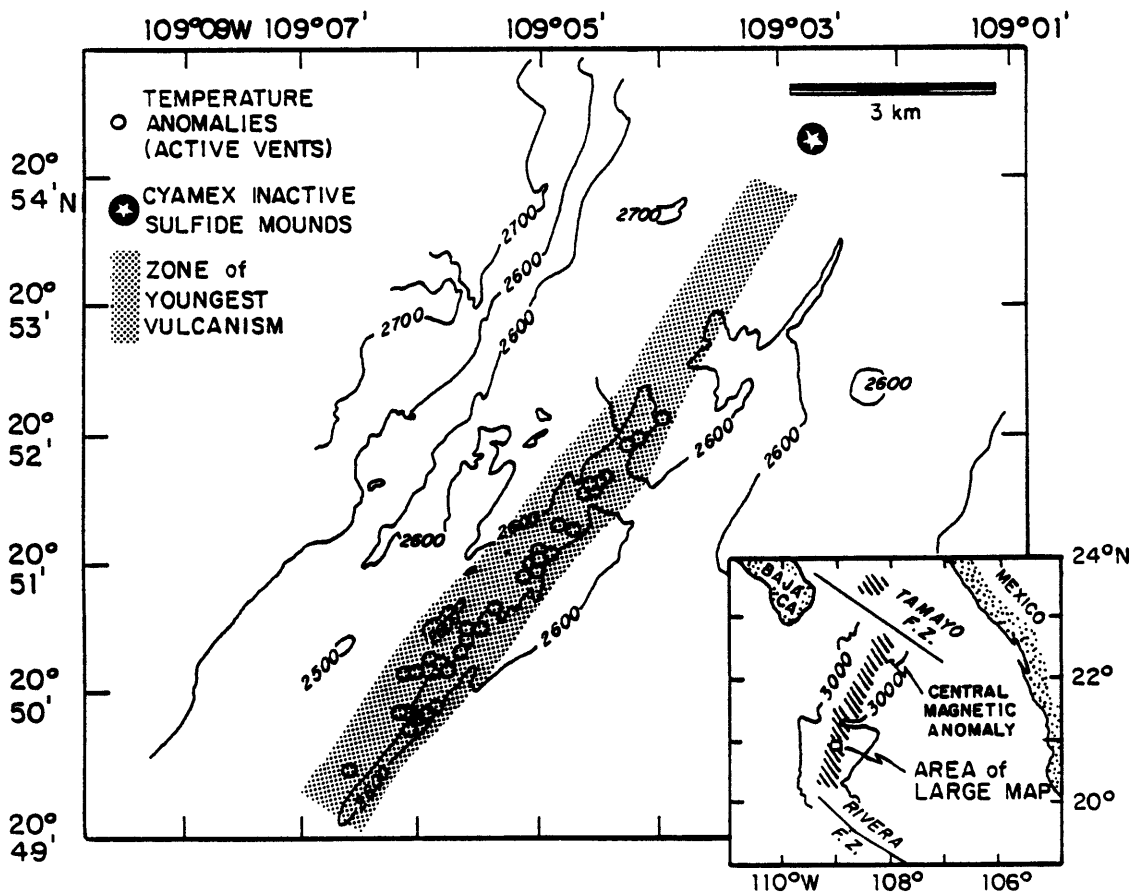 109°09'W 109°07' 109°05' 109°03' 109°01'
TEMPERATURE
ANOMALIES
(ACTIVE VENTS)
CYAMEX INACTIVE
SULFIDE MOUNDS
ZONE of
YOUNGEST
VULCANISM
3 km
20°
54'N
20°
53'
20°
52'
20°
51'
20°
50'
20°
49'
2700
2600
2700
2600
2700
2600
2600
2600
2600
2600
2600
2600
2500
2600
BAJA
CA.
TAMAYO
F.Z.
MEXICO
3000
3000
CENTRAL
MAGNETIC
ANOMALY
AREA of
LARGE MAP
RIVERA
F.Z.
24°N
22°
20°
110°W 108° 106°